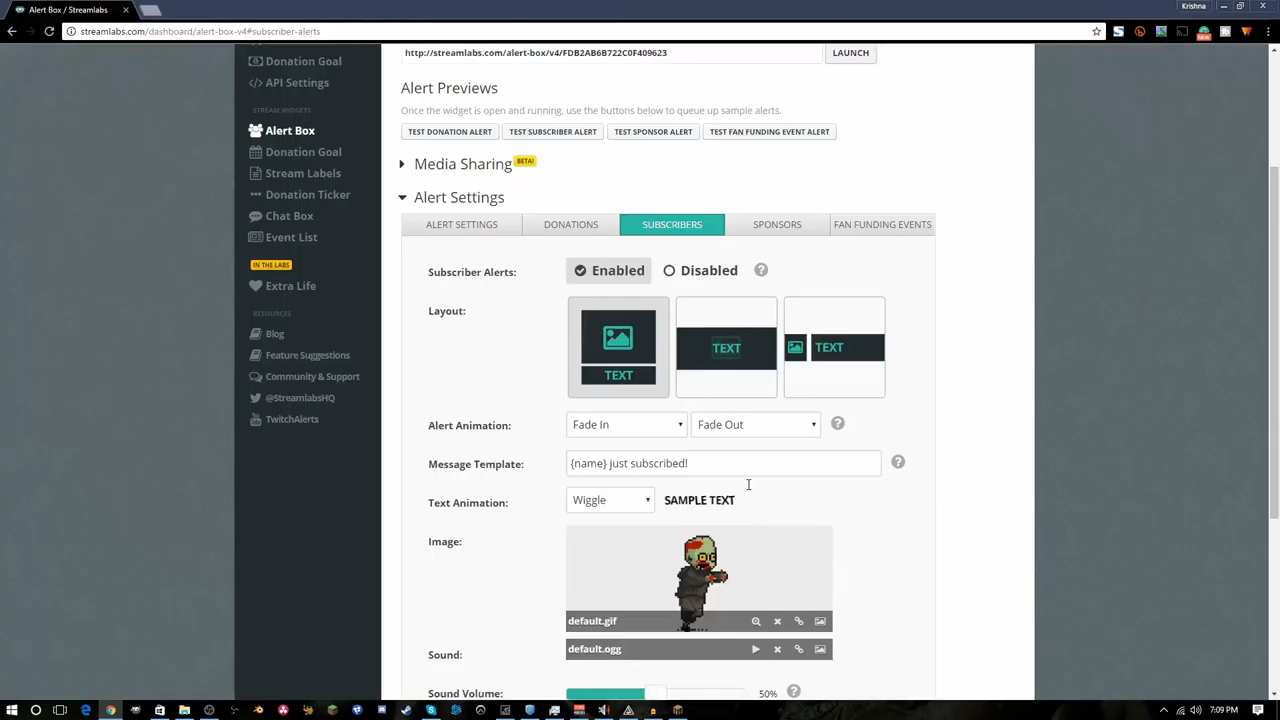 Alert Box / Streamlabs
Krishna
streamlabs.com/dashboard/alert-box-v4#subscriber-alerts
Donation Goal
</> API Settings
STREAM WIDGETS
Alert Box
Donation Goal
Stream Labels
Donation Ticker
Chat Box
Event List
IN THE LABS
Extra Life
RESOURCES
Blog
Feature Suggestions
Community & Support
@StreamlabsHQ
TwitchAlerts
http://streamlabs.com/alert-box/v4/FDB2AB6B722C0F409623
LAUNCH
Alert Previews
Once the widget is open and running, use the buttons below to queue up sample alerts.
TEST DONATION ALERT TEST SUBSCRIBER ALERT TEST SPONSOR ALERT TEST FAN FUNDING EVENT ALERT
Media Sharing BETA!
Alert Settings
ALERT SETTINGS DONATIONS SUBSCRIBERS SPONSORS FAN FUNDING EVENTS
Subscriber Alerts: Enabled Disabled ?
Layout:
TEXT TEXT TEXT
Alert Animation: Fade In Fade Out ?
Message Template: {name} just subscribed! ?
Text Animation: Wiggle SAMPLE TEXT
Image:
default.gif
default.ogg
Sound:
Sound Volume: 50% ?
7:09 PM